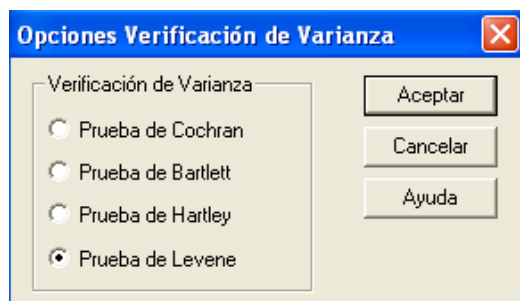 Opciones Verificación de Varianza
Verificación de Varianza
Prueba de Cochran
Prueba de Bartlett
Prueba de Hartley
Prueba de Levene
Aceptar
Cancelar
Ayuda